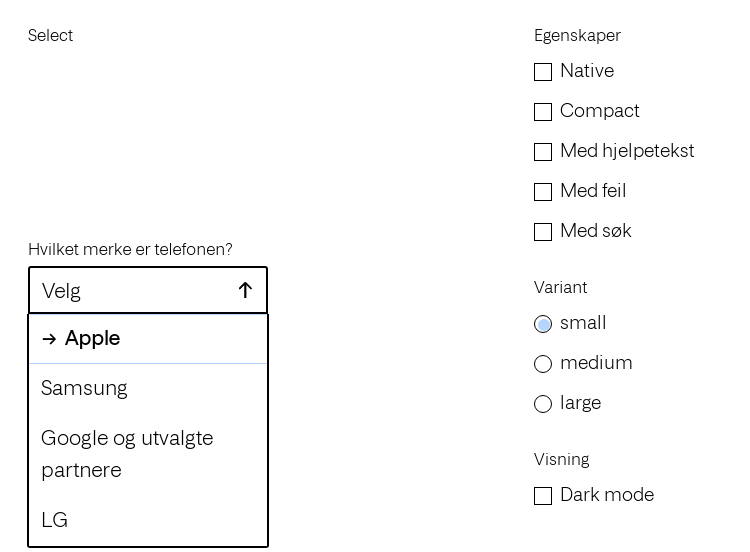 Select
Hvilket merke er telefonen?
Velg
Apple
Samsung
Google og utvalgte
partnere
LG
Egenskaper
Native
Compact
Med hjelpetekst
Med feil
Med søk
Variant
small
medium
large
Visning
Dark mode